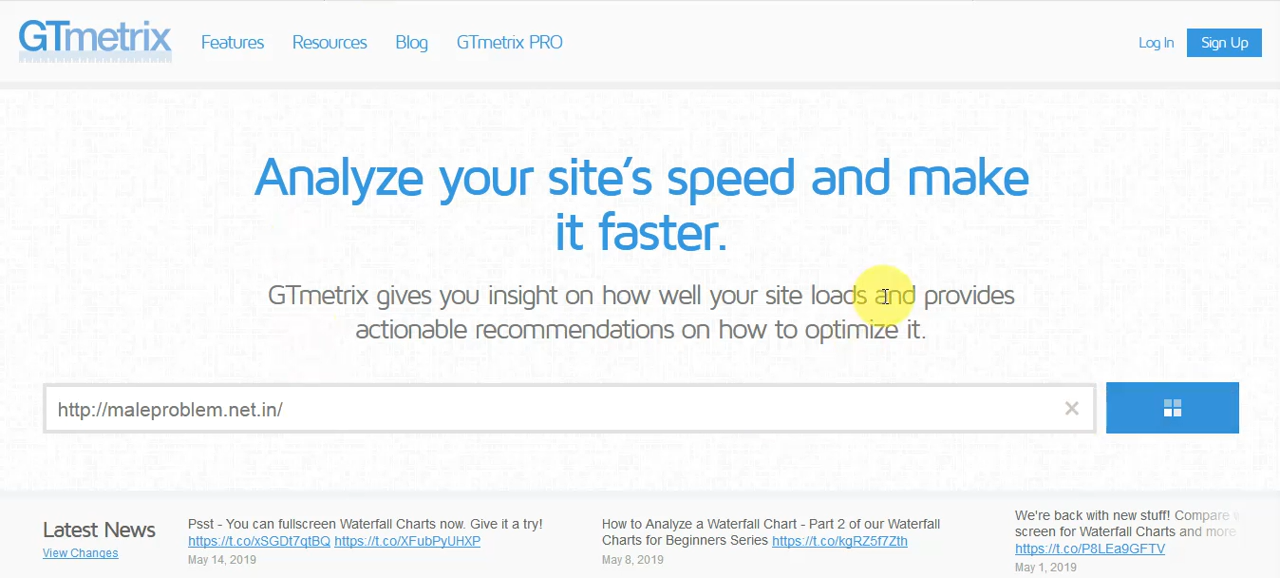 GTmetrix
Features Resources Blog GTmetrix PRO Log In Sign Up
Analyze your site's speed and make
it faster.
GTmetrix gives you insight on how well your site loads and provides
actionable recommendations on how to optimize it.
http://maleproblem.net.in/
Latest News
View Changes
Psst - You can fullscreen Waterfall Charts now. Give it a try!
https://t.co/xSGDt7qtBQ https://t.co/XFubPyUHXP
May 14, 2019
How to Analyze a Waterfall Chart - Part 2 of our Waterfall
Charts for Beginners Series https://t.co/kgRZ5f7Zth
May 8, 2019
We're back with new stuff! Compare
screen for Waterfall Charts and more
https://t.co/P8LEa9GFTV
May 1, 2019